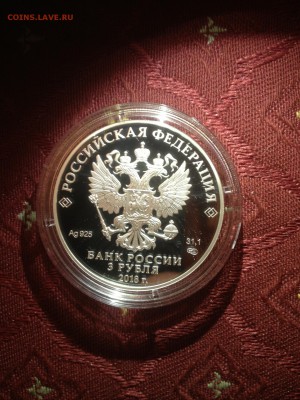 COINS.LAVE.RU
РОССИЙСКАЯ ФЕДЕРАЦИЯ
Ag 925
31,1
БАНК РОССИИ
3 РУБЛЯ
2018 г.